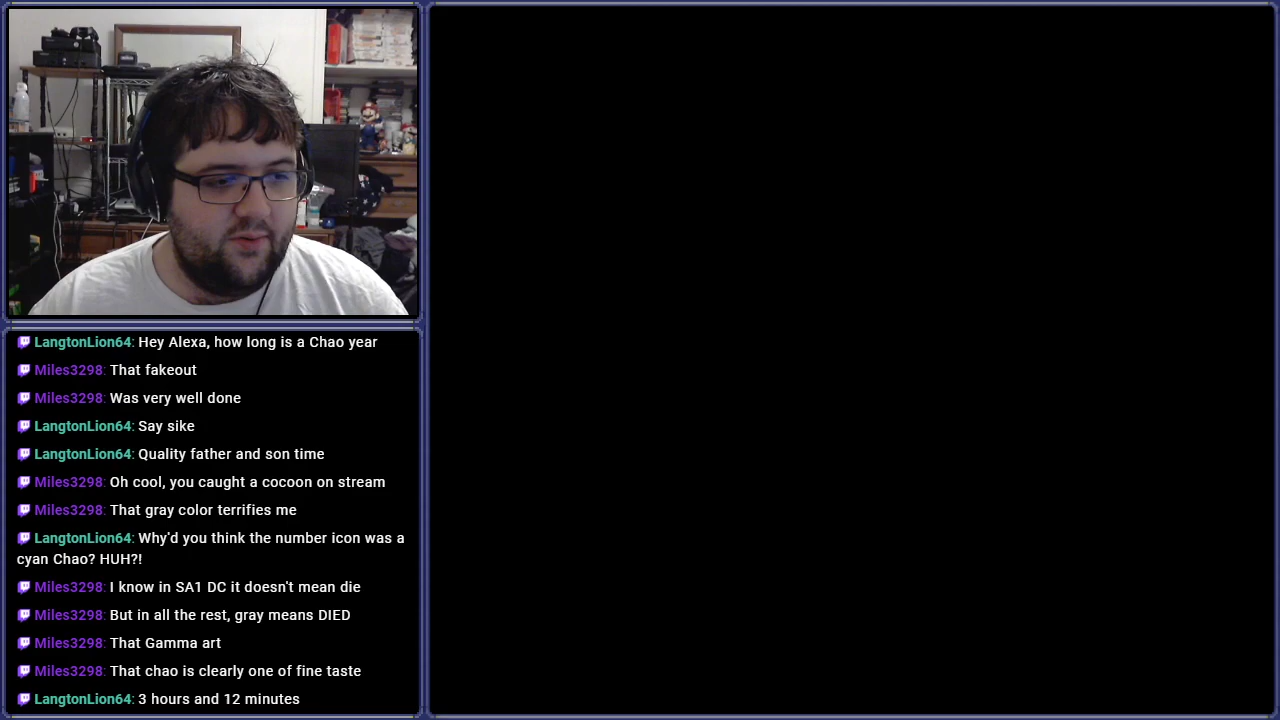 LangtonLion64: Hey Alexa, how long is a Chao year
Miles3298: That fakeout
Miles3298: Was very well done
LangtonLion64: Say sike
LangtonLion64: Quality father and son time
Miles3298: Oh cool, you caught a cocoon on stream
Miles3298: That gray color terrifies me
LangtonLion64: Why'd you think the number icon was a
cyan Chao? HUH?!
Miles3298: I know in SA1 DC it doesn't mean die
Miles3298: But in all the rest, gray means DIED
Miles3298: That Gamma art
Miles3298: That chao is clearly one of fine taste
LangtonLion64: 3 hours and 12 minutes